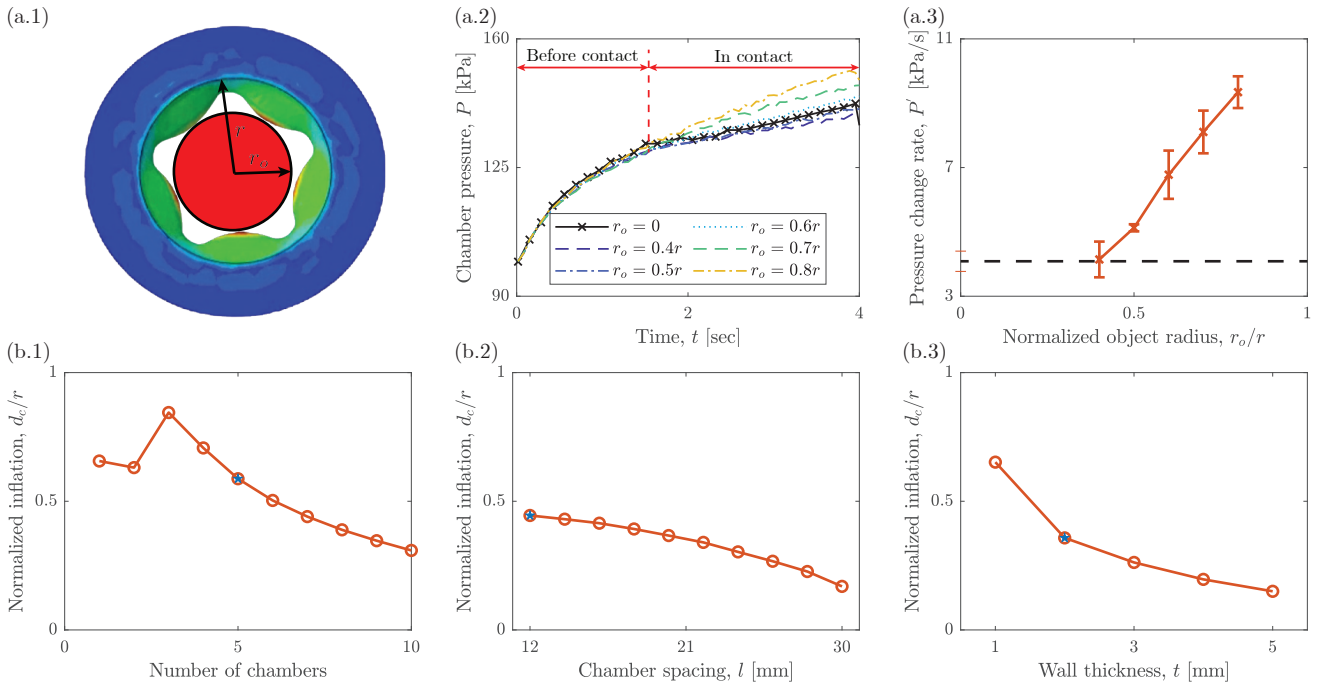 (a.1)
r
r_o
(a.2)
Chamber pressure, P [kPa]
160
125
90
Before contact
In contact
r_o = 0
r_o = 0.4r
r_o = 0.5r
r_o = 0.6r
r_o = 0.7r
r_o = 0.8r
0
2
4
Time, t [sec]
(a.3)
Pressure change rate, P′ [kPa/s]
11
7
3
0
0.5
1
Normalized object radius, r_o/r
(b.1)
Normalized inflation, d_c/r
1
0.5
0
0
5
10
Number of chambers
(b.2)
Normalized inflation, d_c/r
1
0.5
0
12
21
30
Chamber spacing, l [mm]
(b.3)
Normalized inflation, d_c/r
1
0.5
0
1
3
5
Wall thickness, t [mm]